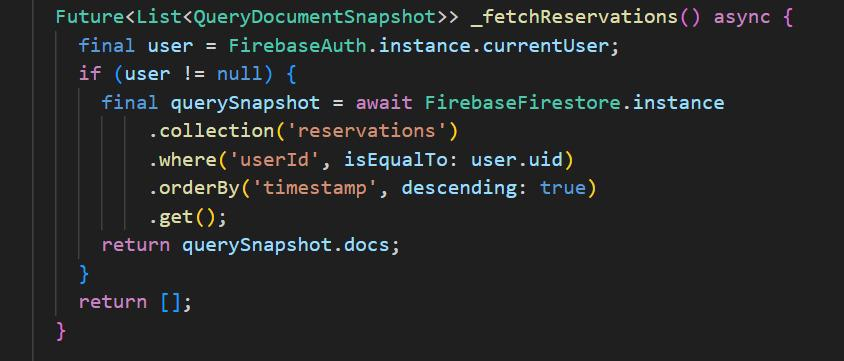 Future<List<QueryDocumentSnapshot>> _fetchReservations() async {
  final user = FirebaseAuth.instance.currentUser;
  if (user != null) {
    final querySnapshot = await FirebaseFirestore.instance
        .collection('reservations')
        .where('userId', isEqualTo: user.uid)
        .orderBy('timestamp', descending: true)
        .get();
    return querySnapshot.docs;
  }
  return [];
}